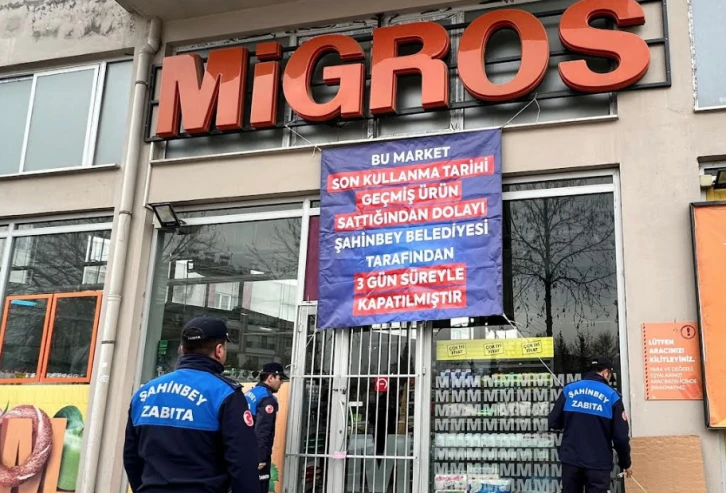 MiGROS
BU MARKET
SON KULLANMA TARİHİ
GEÇMİŞ ÜRÜN
SATTIĞINDAN DOLAYI
ŞAHİNBEY BELEDİYESİ
TARAFINDAN
3 GÜN SÜREYLE
KAPATILMIŞTIR
LÜTFEN
ARACINIZI
KİLİTLEYİNİZ.
ŞAHİNBEY
ZABITA
ŞAHİNBEY
ZABITA